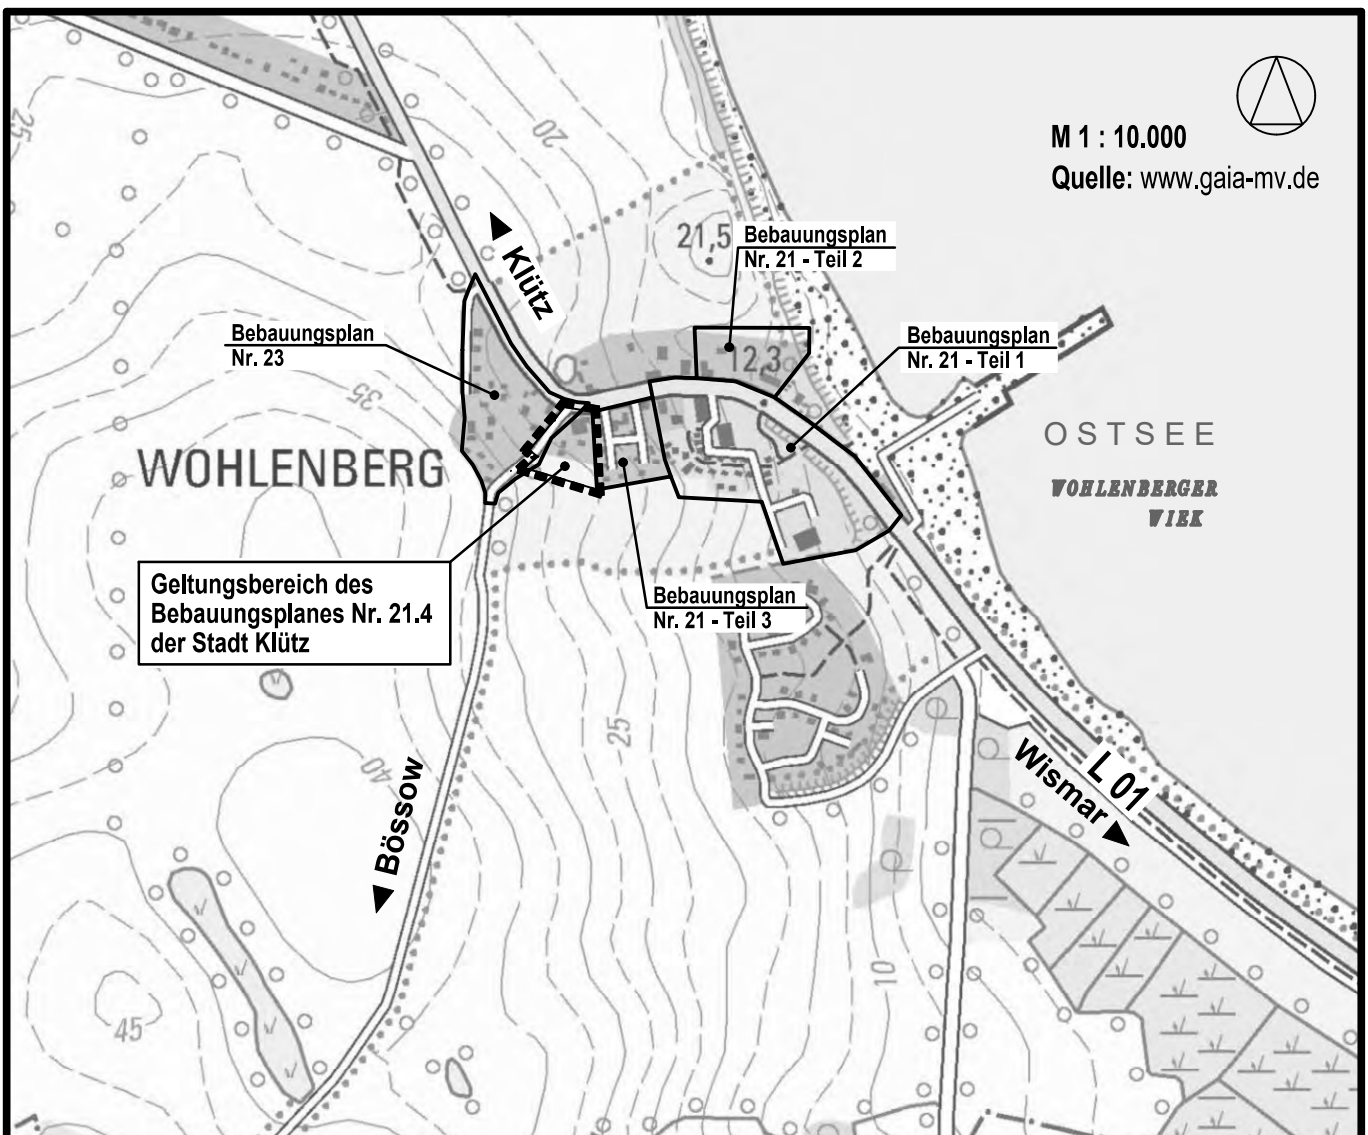 25
20
M 1 : 10.000
Quelle: www.gaia-mv.de
Klütz
21,5
Bebauungsplan
Nr. 21 - Teil 2
Bebauungsplan
Nr. 23
Bebauungsplan
Nr. 21 - Teil 1
12,3
35
WOHLENBERG
OSTSEE
WOHLENBERGER
WIEK
Geltungsbereich des
Bebauungsplanes Nr. 21.4
der Stadt Klütz
Bebauungsplan
Nr. 21 - Teil 3
25
40
Bössow
Wismar
L 01
10
45